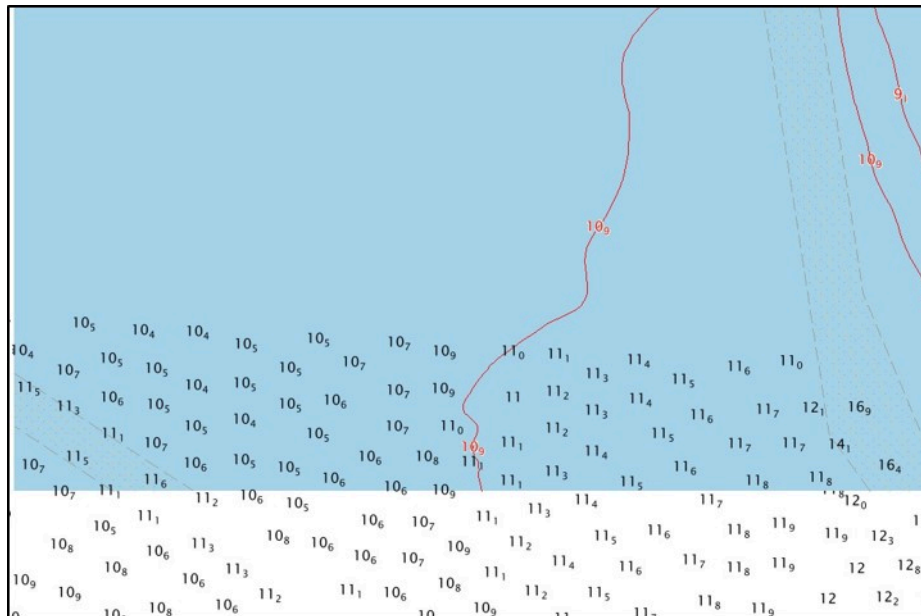 9₁
10₉
10₉
10₅ 10₄ 10₄ 10₅ 10₅ 10₇ 10₉ 11₀ 11₁ 11₄ 11₆ 11₀
10₄ 10₇ 10₅ 10₅ 10₅ 10₇ 11₃ 11₅
11₅ 10₆ 10₄ 10₅ 10₆ 10₇ 10₉ 11 11₂ 11₄
11₃ 10₅ 10₅ 11₃ 11₆ 11₇ 12₁ 16₉
11₁ 10₅ 10₄ 10₅ 10₇ 11₀ 11₂ 11₅
10₇ 10₉ 11₁ 11₄ 11₇ 11₇ 14₁
10₇ 11₅ 10₆ 10₅ 10₅ 10₆ 10₈ 11₁ 11₃ 11₆ 16₄
11₆ 10₆ 10₆ 11₁ 11₅ 11₈ 11₈
10₇ 11₁ 11₂ 10₆ 10₅ 10₉ 11₄ 11₇ 12₀
10₅ 11₁ 10₆ 10₇ 11₁ 11₃ 11₆ 11₈ 11₉
10₈ 10₆ 11₃ 10₈ 10₆ 10₉ 11₂ 11₅ 11₉ 12₃
10₈ 10₆ 10₇ 11₄ 11₇ 11₈ 11₉
10₉ 10₆ 11₃ 10₈ 11₁ 11₆ 12 12₈
10₉ 11₂ 11₁ 10₆ 11₂ 11₅
10₈ 10₆ 10₉ 11₈ 11₉ 12 12₂